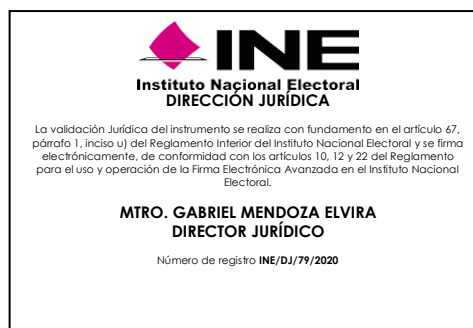 INE
Instituto Nacional Electoral
DIRECCIÓN JURÍDICA
La validación Jurídica del instrumento se realiza con fundamento en el artículo 67,
párrafo 1, inciso u) del Reglamento Interior del Instituto Nacional Electoral y se firma
electrónicamente, de conformidad con los artículos 10, 12 y 22 del Reglamento
para el uso y operación de la Firma Electrónica Avanzada en el Instituto Nacional
Electoral.
MTRO. GABRIEL MENDOZA ELVIRA
DIRECTOR JURÍDICO
Número de registro INE/DJ/79/2020